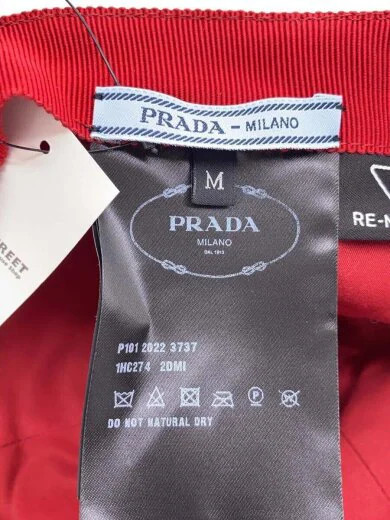 PRADA - MILANO
M
RE-N
PRADA
MILANO
DAL 1913
REET
P101 2022 3737
1HC274 2DMI
P
DO NOT NATURAL DRY